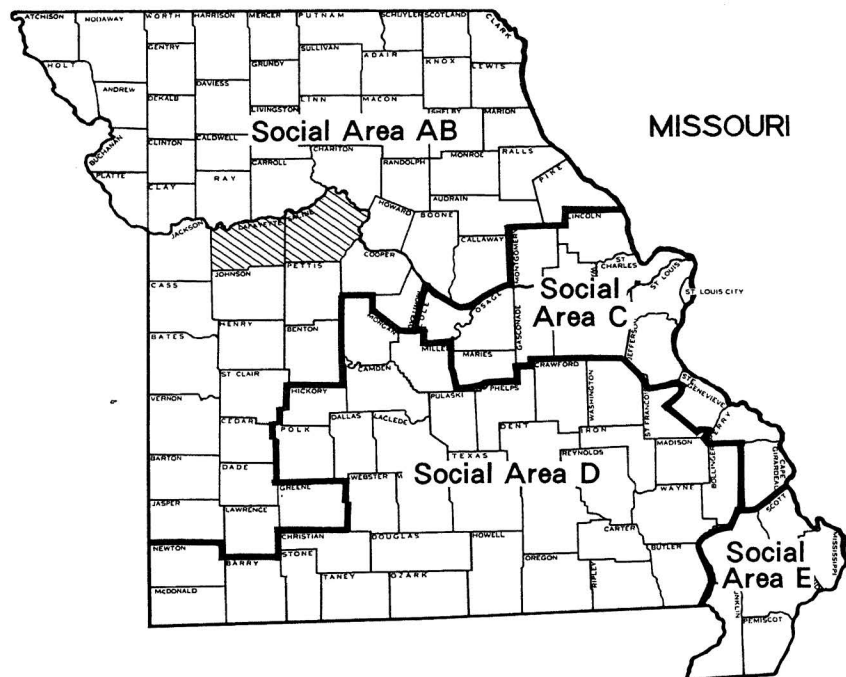 ATCHISON
NODAWAY
WORTH
HARRISON
MERCER
PUTNAM
SCHUYLER
SCOTLAND
CLARK
GENTRY
SULLIVAN
ADAIR
KNOX
LEWIS
HOLT
ANDREW
DEKALB
DAVIESS
GRUNDY
LIVINGSTON
LINN
MACON
SHELBY
MARION
MISSOURI
Social Area AB
BUCHANAN
CLINTON
CALDWELL
CHARITON
RANDOLPH
MONROE
RALLS
PIKE
PLATTE
CLAY
RAY
CARROLL
AUDRAIN
HOWARD
BOONE
LINCOLN
JACKSON
LAFAYETTE
SALINE
CALLAWAY
MONTGOMERY
COOPER
JOHNSON
PETTIS
ST CHARLES
ST LOUIS
ST LOUIS CITY
CASS
OSAGE
Social
Area C
GASCONADE
JEFFERSON
COLE
MORGAN
MILLER
HENRY
BENTON
BATES
MARIES
CAMDEN
CRAWFORD
PHELPS
WASHINGTON
STE GENEVIEVE
ST FRANCOIS
PERRY
ST CLAIR
HICKORY
PULASKI
VERNON
CEDAR
POLK
DALLAS
LACLEDE
DENT
IRON
MADISON
BOLLINGER
CAPE GIRARDEAU
BARTON
DADE
TEXAS
REYNOLDS
Social Area D
WEBSTER
GREENE
WAYNE
SCOTT
JASPER
LAWRENCE
CHRISTIAN
DOUGLAS
HOWELL
CARTER
BUTLER
MISSISSIPPI
Social
Area E
NEWTON
BARRY
STONE
TANEY
OZARK
OREGON
RIPLEY
MCDONALD
PEMISCOT